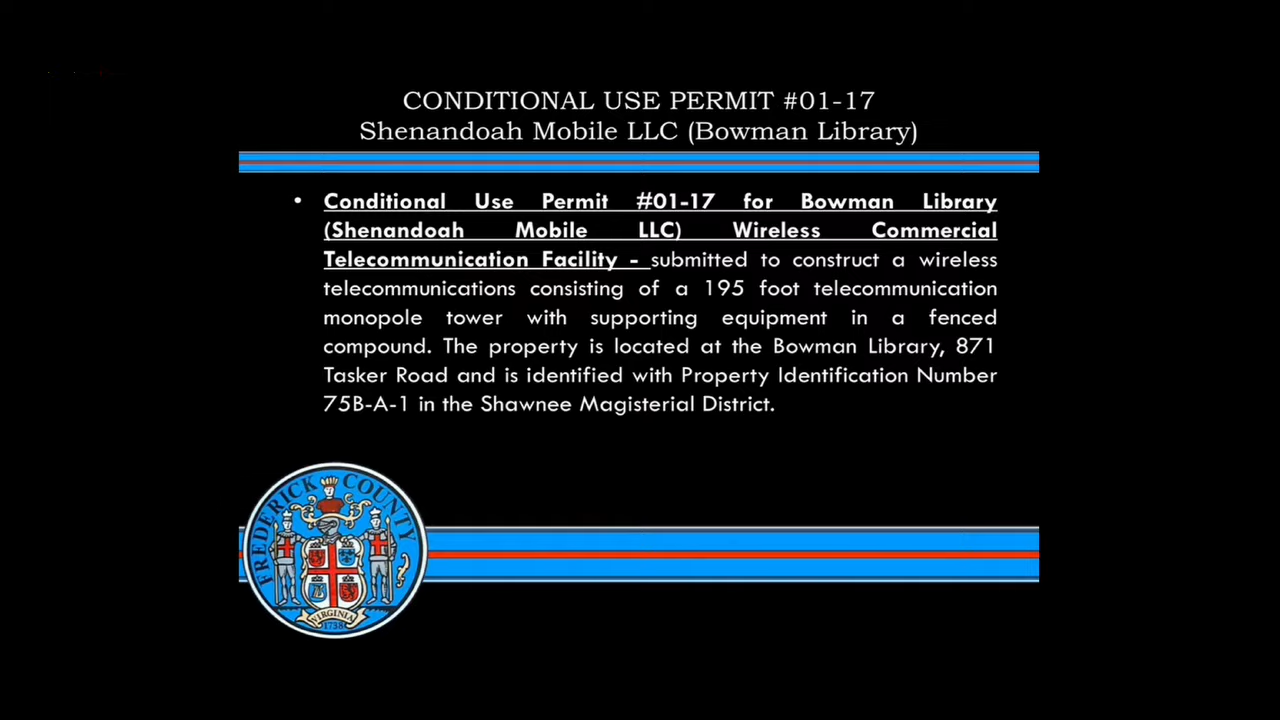 CONDITIONAL USE PERMIT #01-17
Shenandoah Mobile LLC (Bowman Library)
• Conditional Use Permit #01-17 for Bowman Library
(Shenandoah Mobile LLC) Wireless Commercial
Telecommunication Facility - submitted to construct a wireless
telecommunications consisting of a 195 foot telecommunication
monopole tower with supporting equipment in a fenced
compound. The property is located at the Bowman Library, 871
Tasker Road and is identified with Property Identification Number
75B-A-1 in the Shawnee Magisterial District.
FREDERICK COUNTY
VIRGINIA
1738